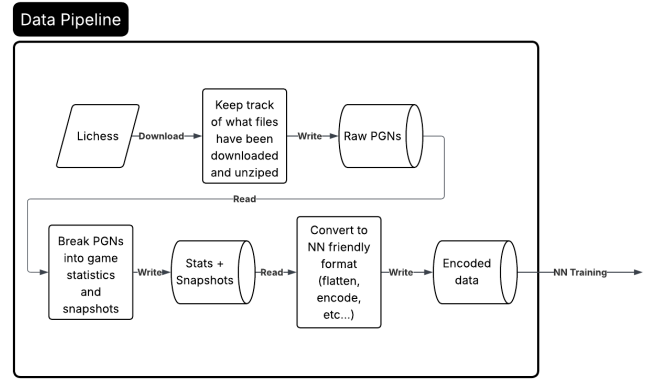 Data Pipeline
Lichess
Download
Keep track
of what files
have been
downloaded
and unziped
Write
Raw PGNs
Read
Break PGNs
into game
statistics
and
snapshots
Write
Stats +
Snapshots
Read
Convert to
NN friendly
format
(flatten,
encode,
etc...)
Write
Encoded
data
NN Training